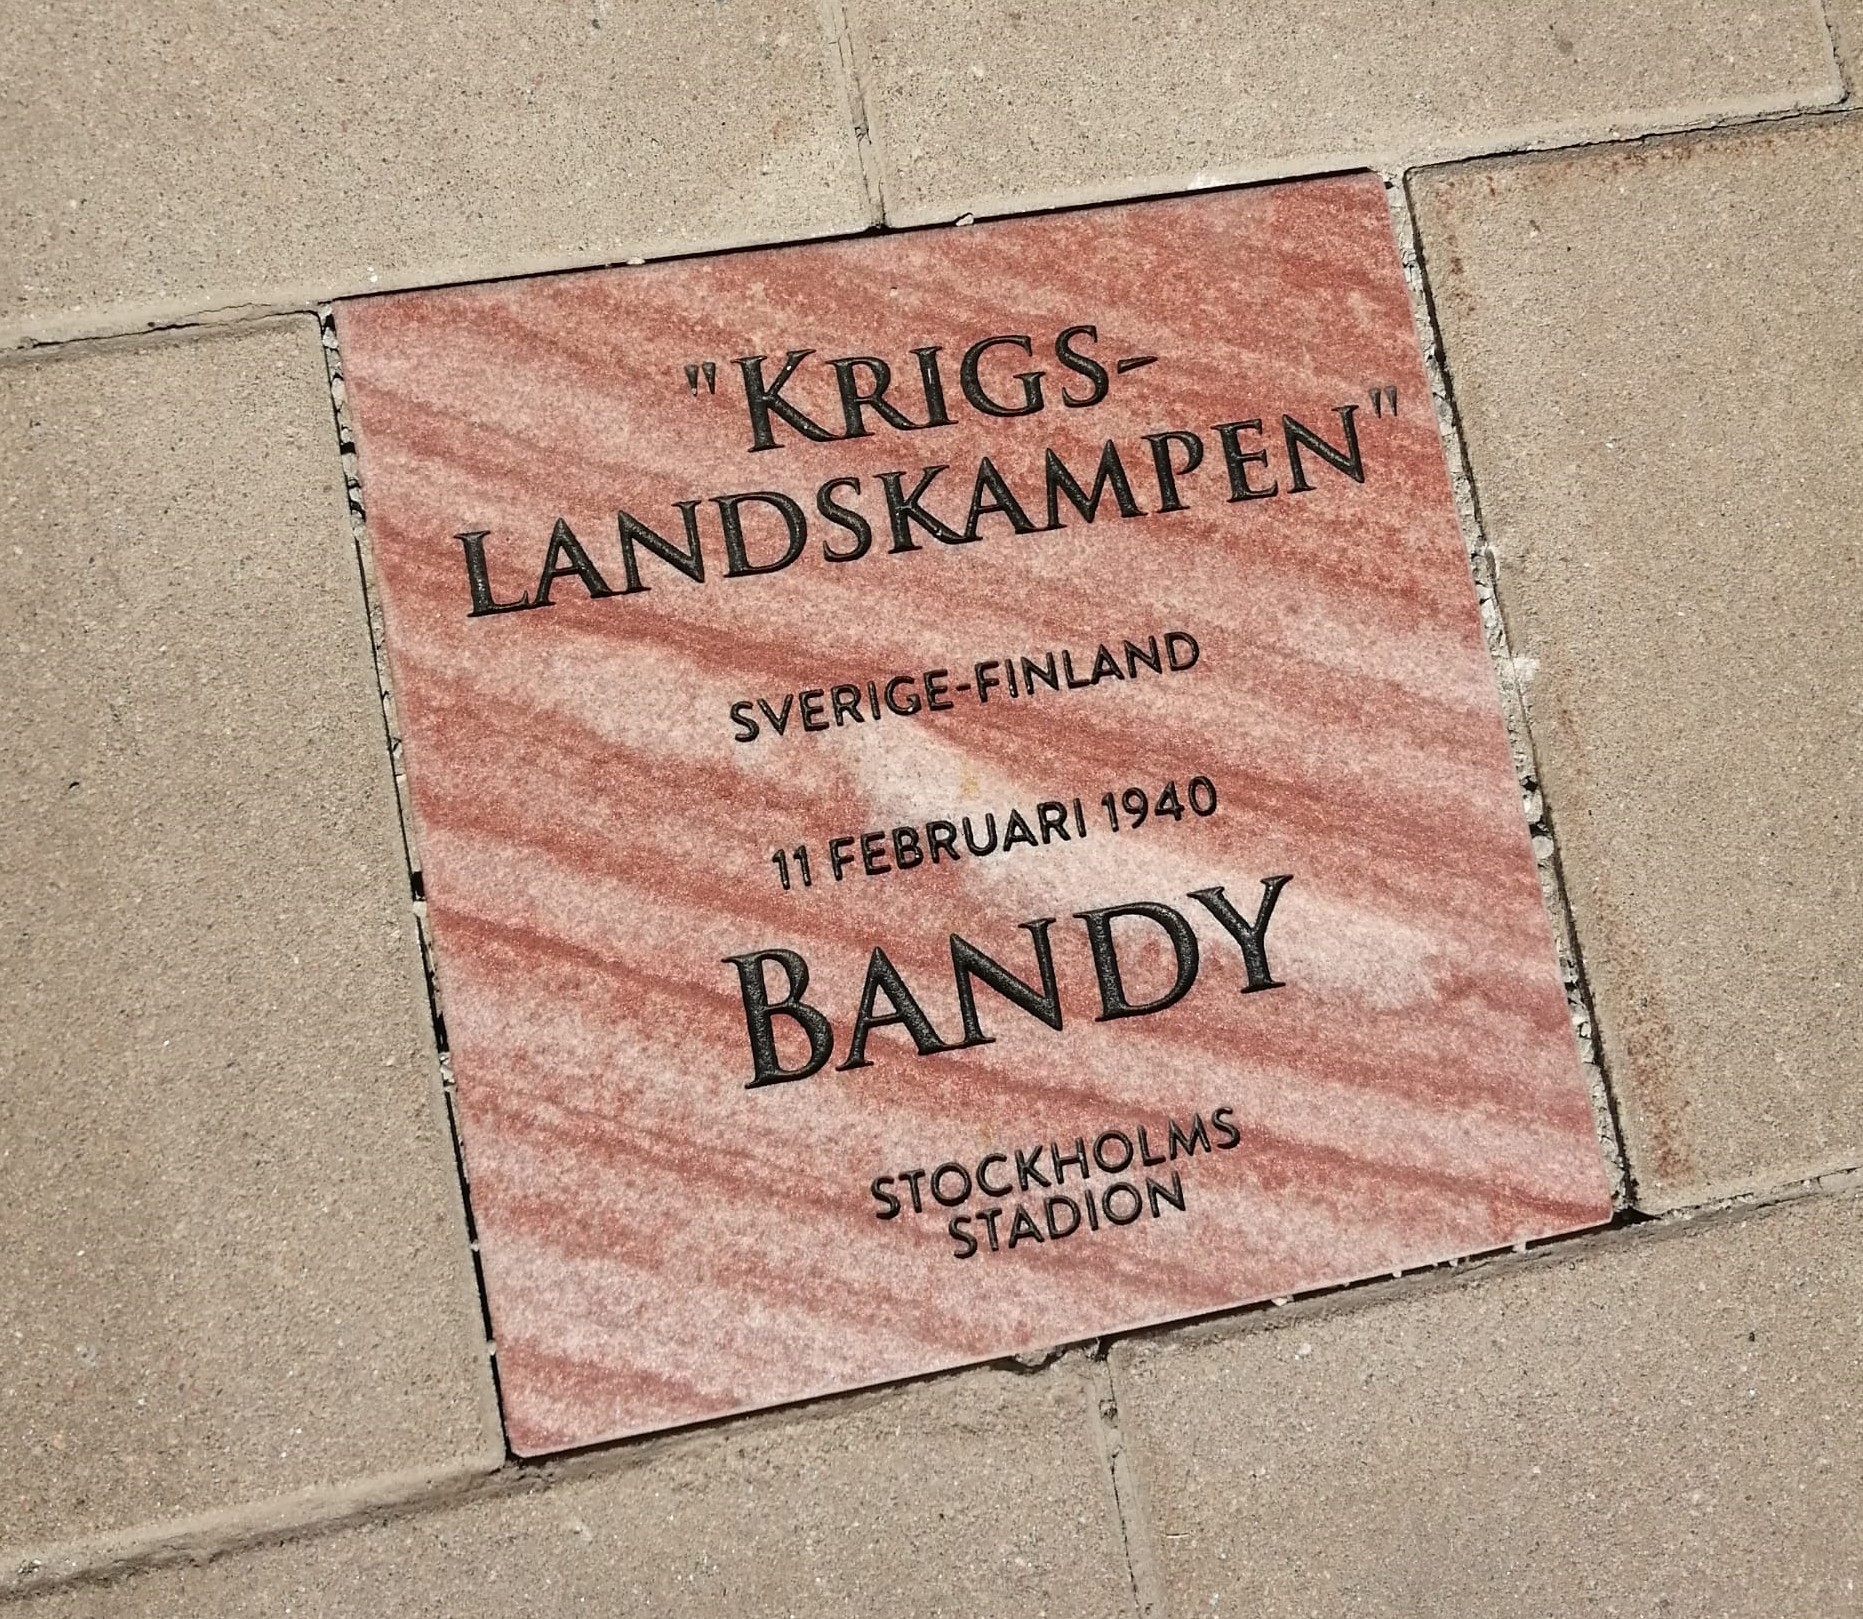 "KRIGS-
LANDSKAMPEN"
SVERIGE-FINLAND
11 FEBRUARI 1940
BANDY
STOCKHOLMS
STADION